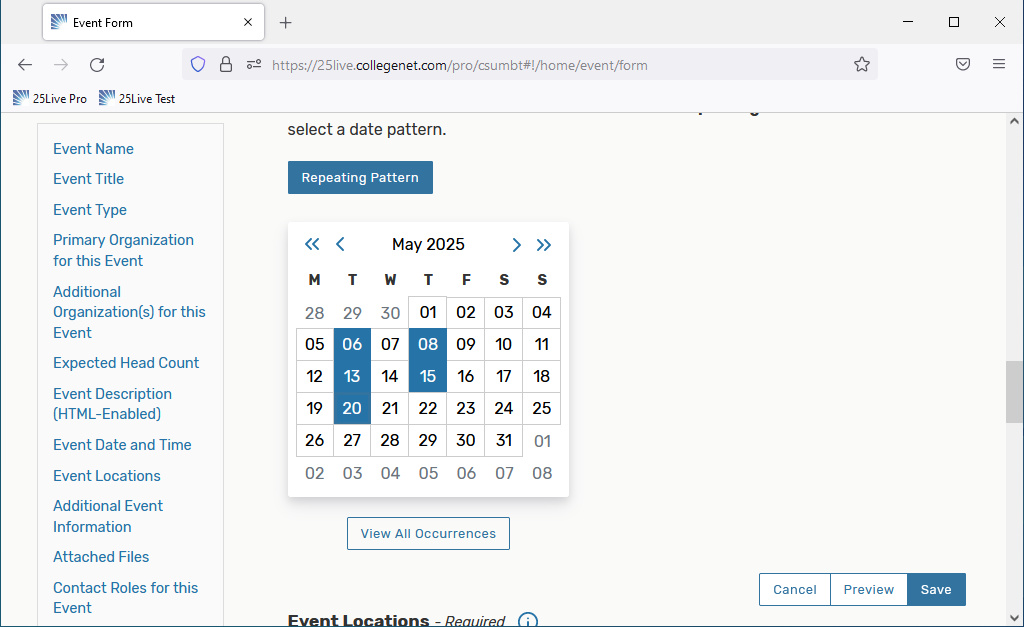 Event Form
https://25live.collegenet.com/pro/csumbt#!/home/event/form
25Live Pro 25Live Test
Event Name
Event Title
Event Type
Primary Organization
for this Event
Additional
Organization(s) for this
Event
Expected Head Count
Event Description
(HTML-Enabled)
Event Date and Time
Event Locations
Additional Event
Information
Attached Files
Contact Roles for this
Event
select a date pattern.
Repeating Pattern
May 2025
M T W T F S S
28 29 30 01 02 03 04
05 06 07 08 09 10 11
12 13 14 15 16 17 18
19 20 21 22 23 24 25
26 27 28 29 30 31 01
02 03 04 05 06 07 08
View All Occurrences
Cancel Preview Save
Event Locations - Required